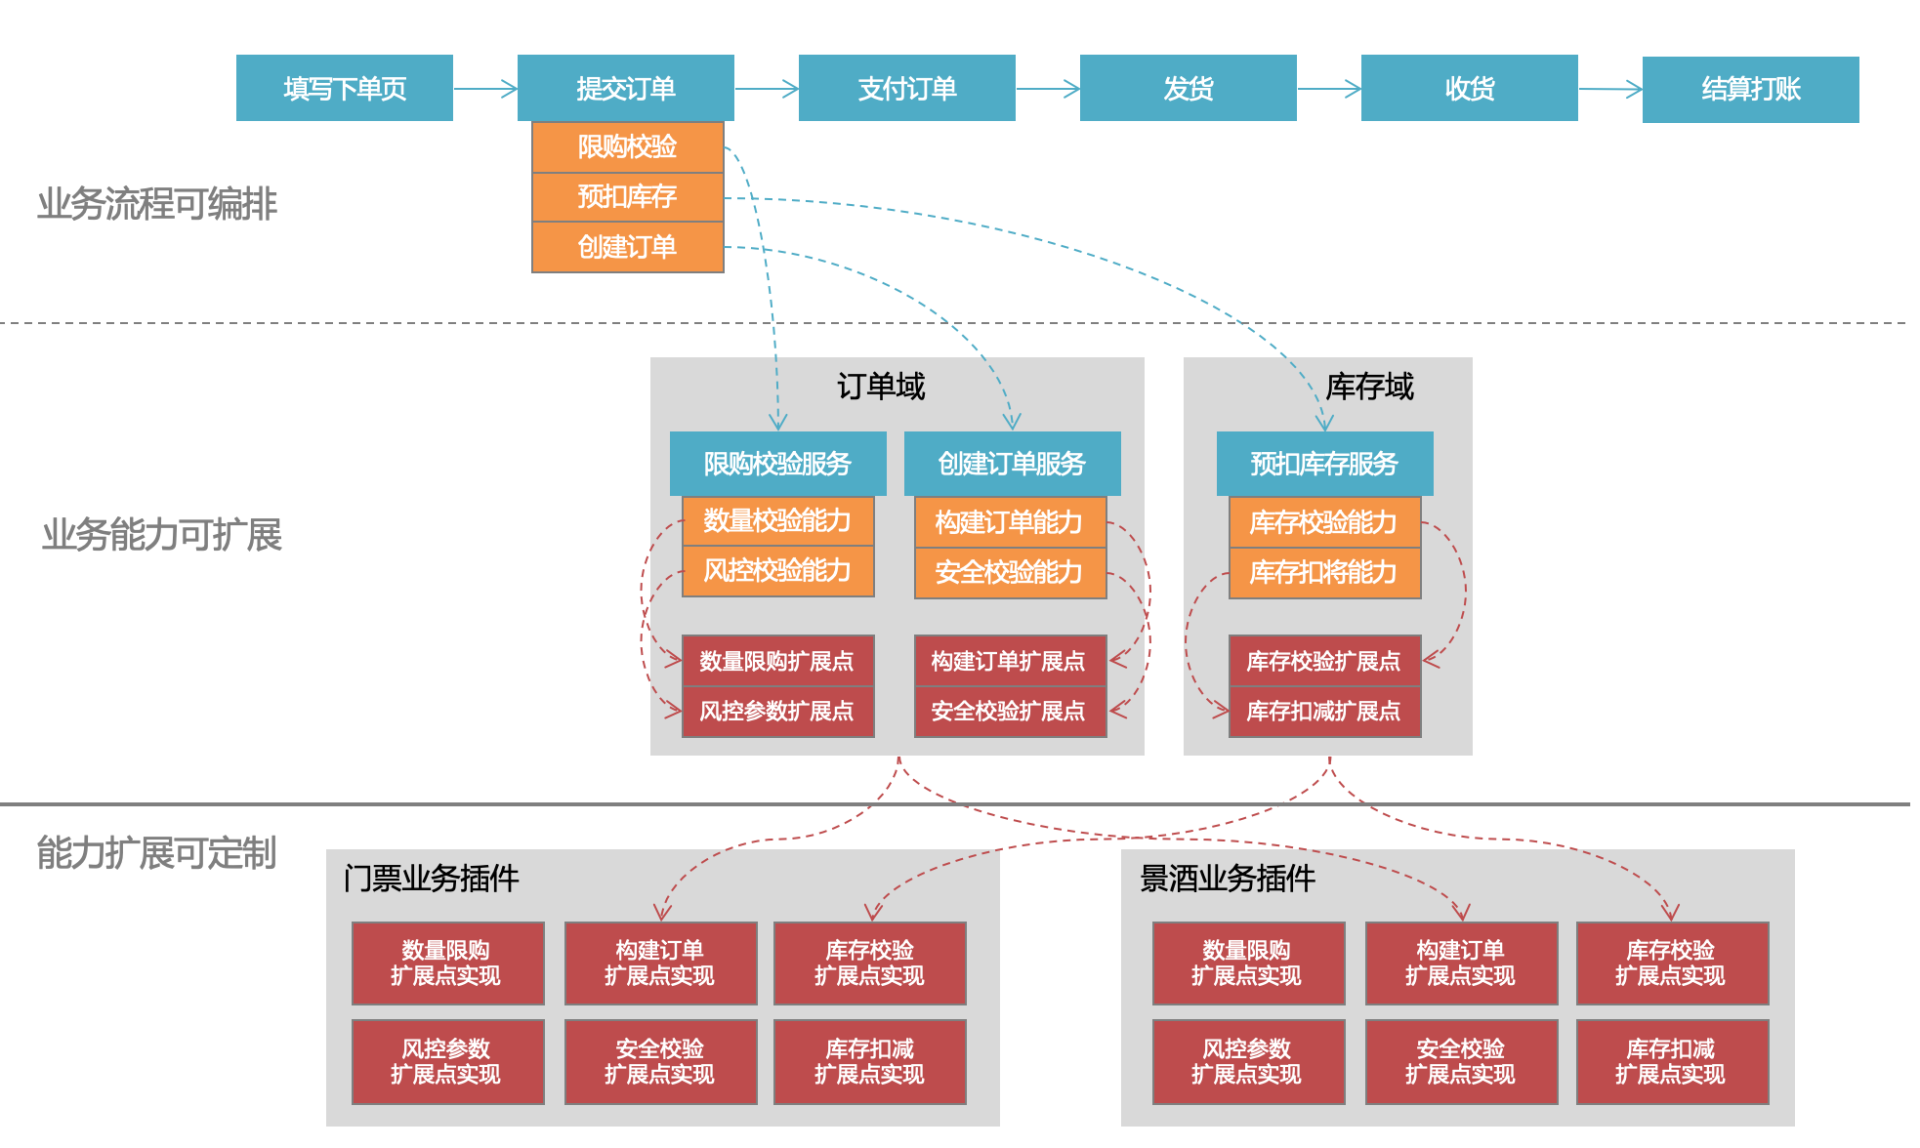 填写下单页
提交订单
支付订单
发货
收货
结算打账
限购校验
预扣库存
创建订单
业务流程可编排
订单域
库存域
限购校验服务
创建订单服务
预扣库存服务
数量校验能力
构建订单能力
库存校验能力
风控校验能力
安全校验能力
库存扣将能力
业务能力可扩展
数量限购扩展点
构建订单扩展点
库存校验扩展点
风控参数扩展点
安全校验扩展点
库存扣减扩展点
能力扩展可定制
门票业务插件
数量限购
扩展点实现
构建订单
扩展点实现
库存校验
扩展点实现
风控参数
扩展点实现
安全校验
扩展点实现
库存扣减
扩展点实现
景酒业务插件
数量限购
扩展点实现
构建订单
扩展点实现
库存校验
扩展点实现
风控参数
扩展点实现
安全校验
扩展点实现
库存扣减
扩展点实现